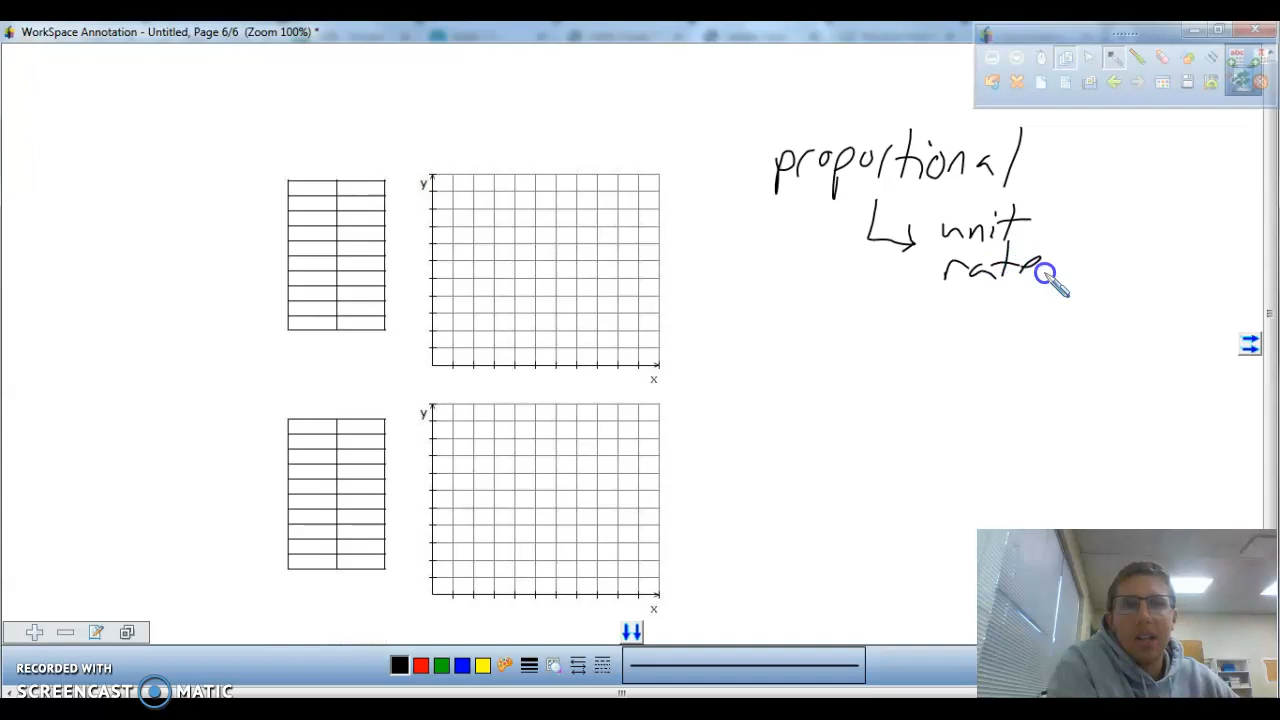 WorkSpace Annotation - Untitled, Page 6/6 (Zoom 100%) *
proportional
unit
rate
y
x
y
x
RECORDED WITH
SCREENCAST MATIC